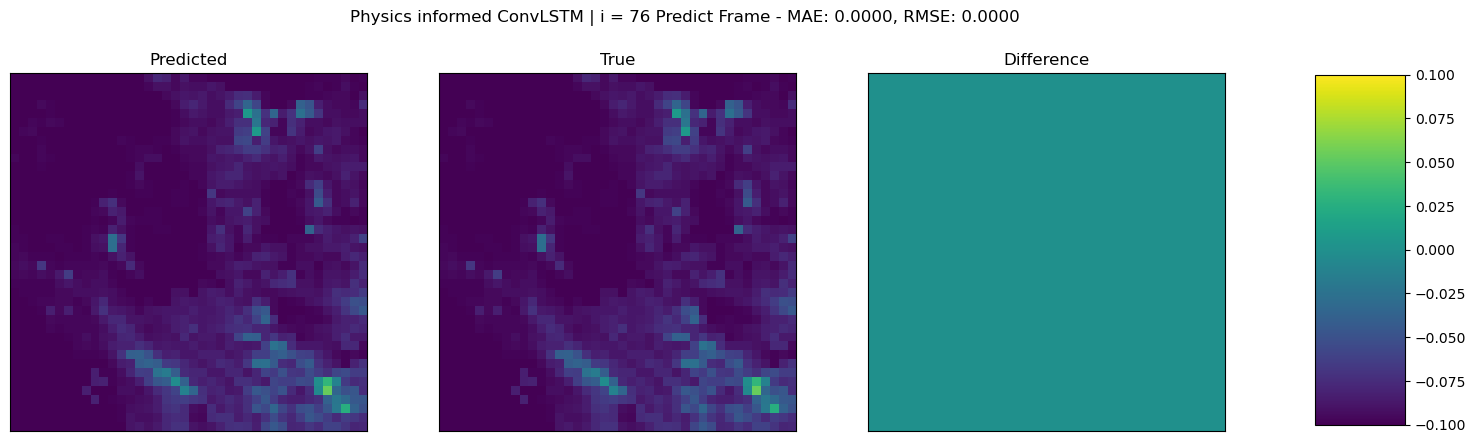 Physics informed ConvLSTM | i = 76 Predict Frame - MAE: 0.0000, RMSE: 0.0000
Predicted
True
Difference
0.100
0.075
0.050
0.025
0.000
−0.025
−0.050
−0.075
−0.100